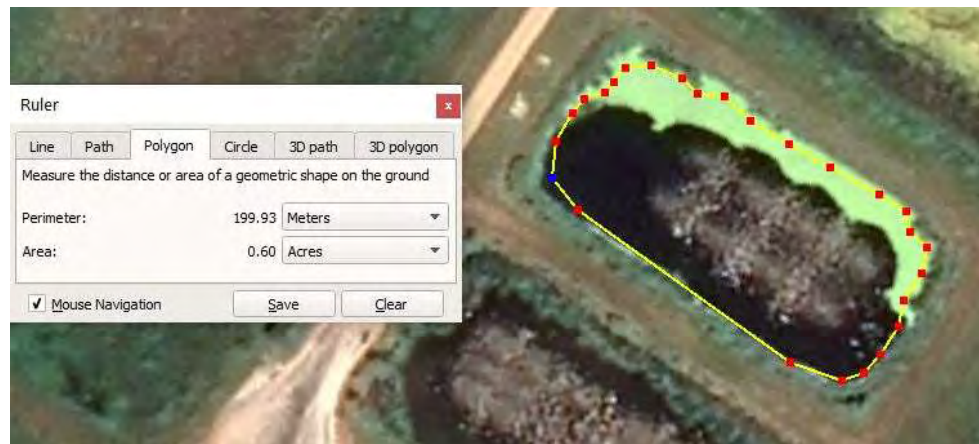 Ruler
x
Line Path Polygon Circle 3D path 3D polygon
Measure the distance or area of a geometric shape on the ground
Perimeter: 199.93 Meters
Area: 0.60 Acres
Mouse Navigation Save Clear